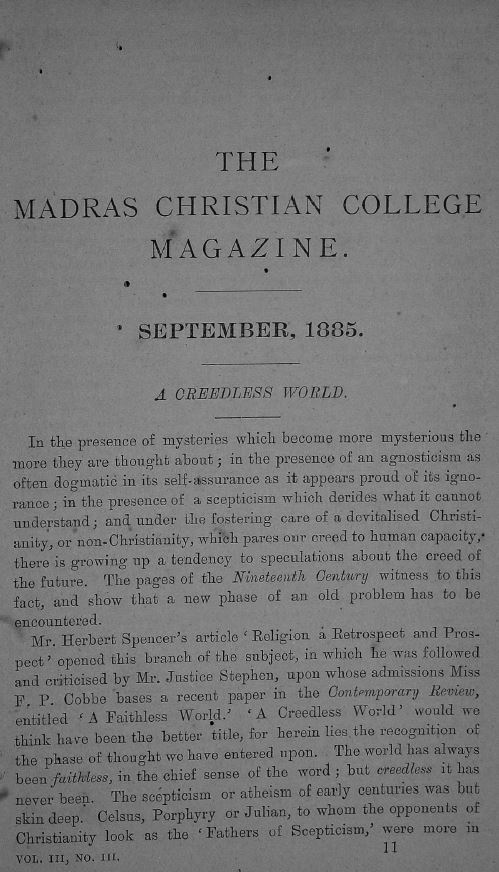 THE
MADRAS CHRISTIAN COLLEGE
MAGAZINE.
SEPTEMBER, 1885.
A CREEDLESS WORLD.
In the presence of mysteries which become more mysterious the
more they are thought about; in the presence of an agnosticism as
often dogmatic in its self-assurance as it appears proud of its igno-
rance; in the presence of a scepticism which derides what it cannot
understand; and under the fostering care of a devitalised Christi-
anity, or non-Christianity, which pares our creed to human capacity,
there is growing up a tendency to speculations about the creed of
the future. The pages of the Nineteenth Century witness to this
fact, and show that a new phase of an old problem has to be
encountered.
Mr. Herbert Spencer's article ‘Religion a Retrospect and Pros-
pect’ opened this branch of the subject, in which he was followed
and criticised by Mr. Justice Stephen, upon whose admissions Miss
F. P. Cobbe bases a recent paper in the Contemporary Review,
entitled ‘A Faithless World.’ ‘A Creedless World’ would we
think have been the better title, for herein lies the recognition of
the phase of thought we have entered upon. The world has always
been faithless, in the chief sense of the word; but creedless it has
never been. The scepticism or atheism of early centuries was but
skin deep. Celsus, Porphyry or Julian, to whom the opponents of
Christianity look as the ‘Fathers of Scepticism,’ were more in
VOL. III, NO. III.
11